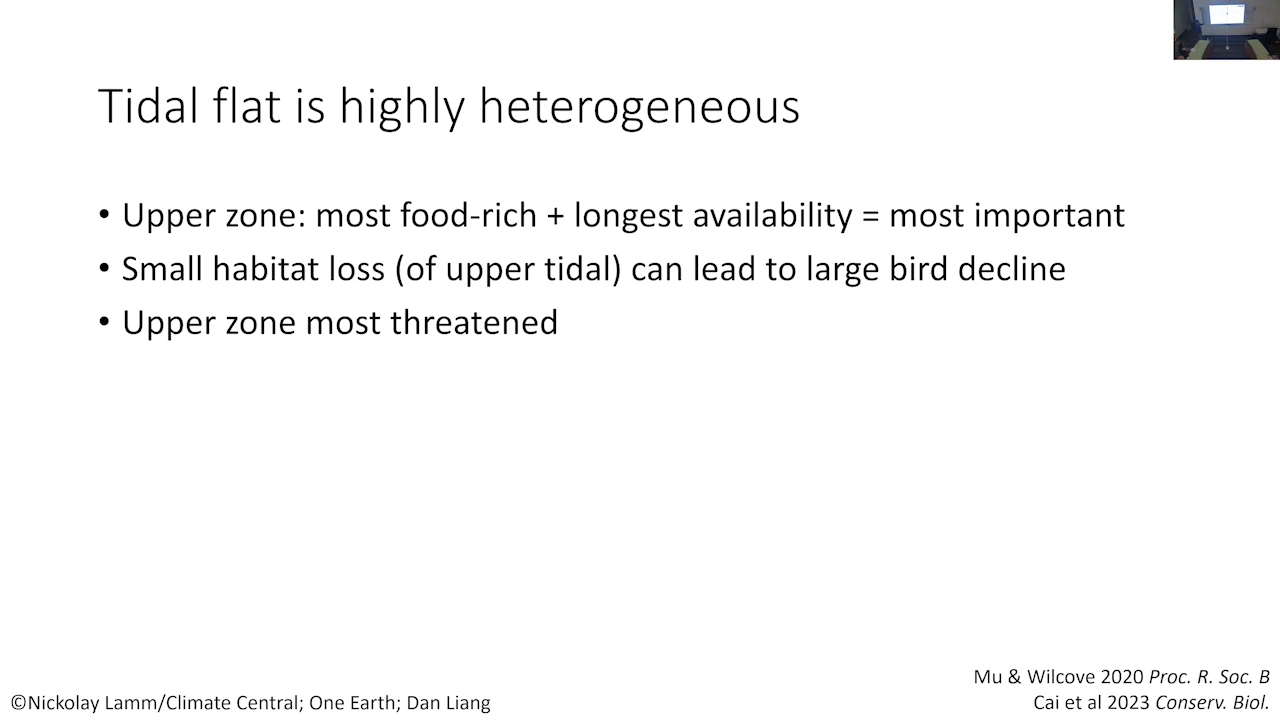 Tidal flat is highly heterogeneous
• Upper zone: most food-rich + longest availability = most important
• Small habitat loss (of upper tidal) can lead to large bird decline
• Upper zone most threatened
Mu & Wilcove 2020 Proc. R. Soc. B
©Nickolay Lamm/Climate Central; One Earth; Dan Liang
Cai et al 2023 Conserv. Biol.